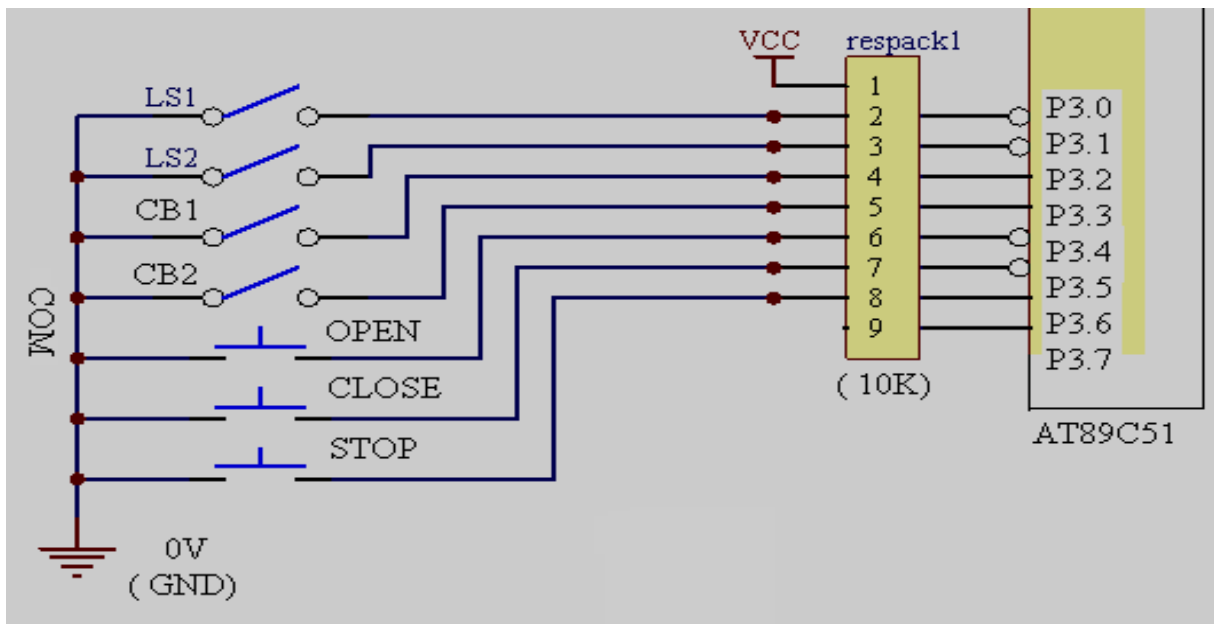 VCC
respack1
LS1
LS2
CB1
CB2
OPEN
CLOSE
STOP
COM
0V
( GND)
1
2
3
4
5
6
7
8
9
( 10K)
P3.0
P3.1
P3.2
P3.3
P3.4
P3.5
P3.6
P3.7
AT89C51